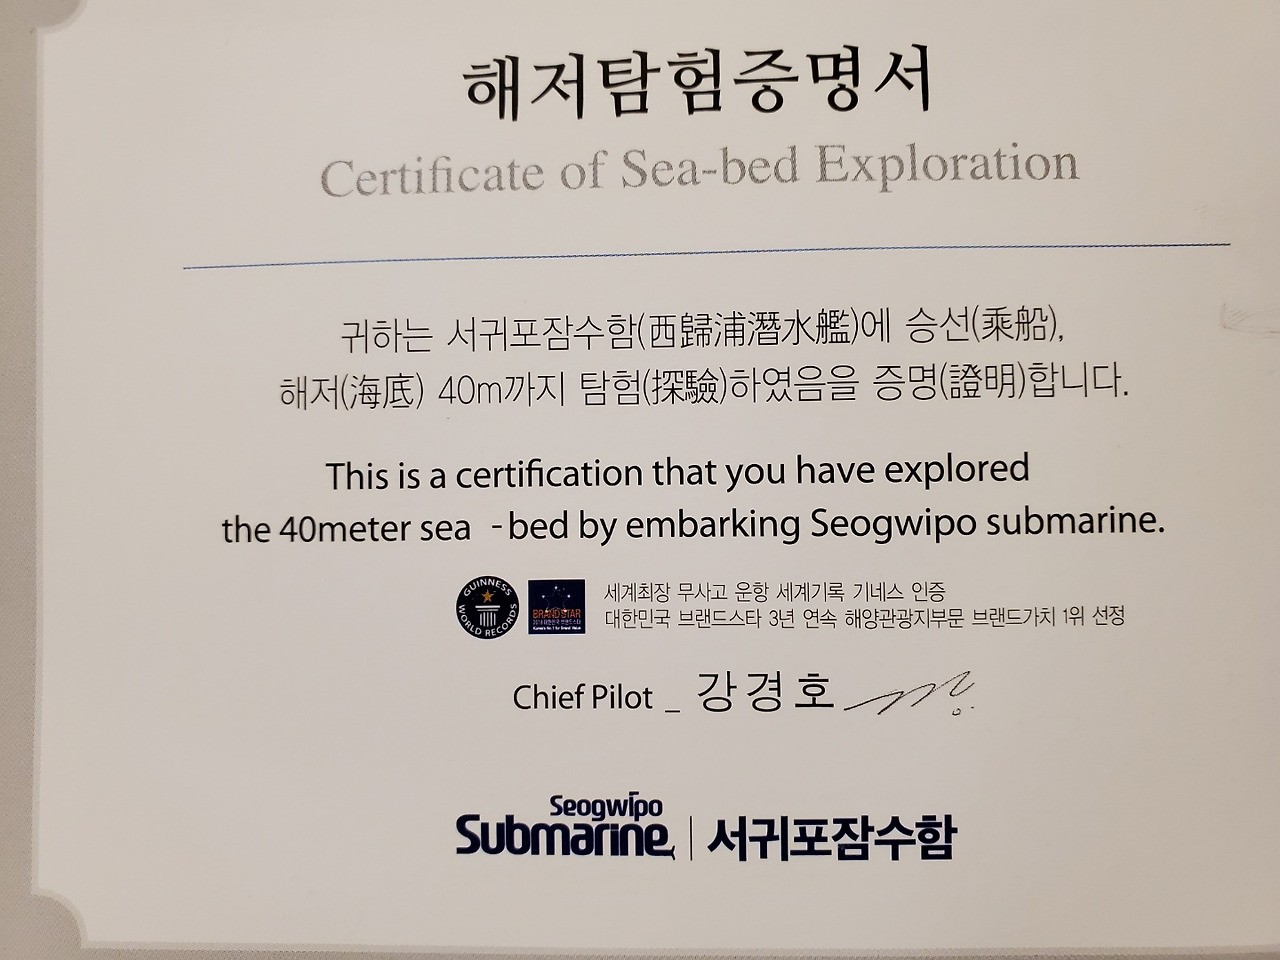 해저탐험증명서
Certificate of Sea-bed Exploration
귀하는 서귀포잠수함(西歸浦潛水艦)에 승선(乘船),
해저(海底) 40m까지 탐험(探驗)하였음을 증명(證明)합니다.
This is a certification that you have explored
the 40meter sea -bed by embarking Seogwipo submarine.
GUINNESS WORLD RECORDS
BRAND STAR
세계최장 무사고 운항 세계기록 기네스 인증
대한민국 브랜드스타 3년 연속 해양관광지부문 브랜드가치 1위 선정
Chief Pilot _ 강경호
Seogwipo
Submarine | 서귀포잠수함